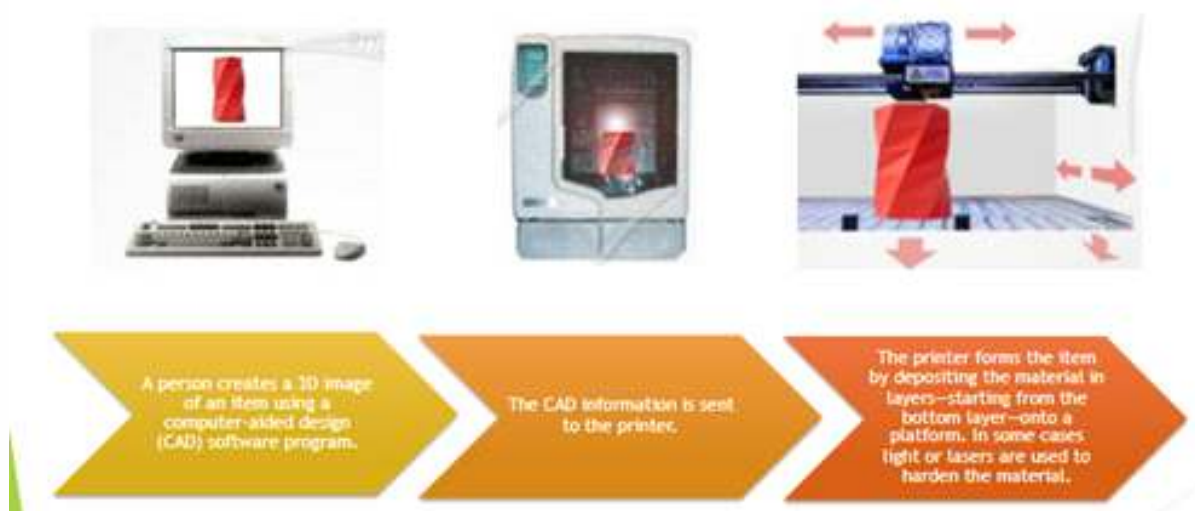 A person creates a 3D image
of an item using a
computer-aided design
(CAD) software program.
The CAD information is sent
to the printer.
The printer forms the item
by depositing the material in
layers—starting from the
bottom layer—onto a
platform. In some cases
light or lasers are used to
harden the material.